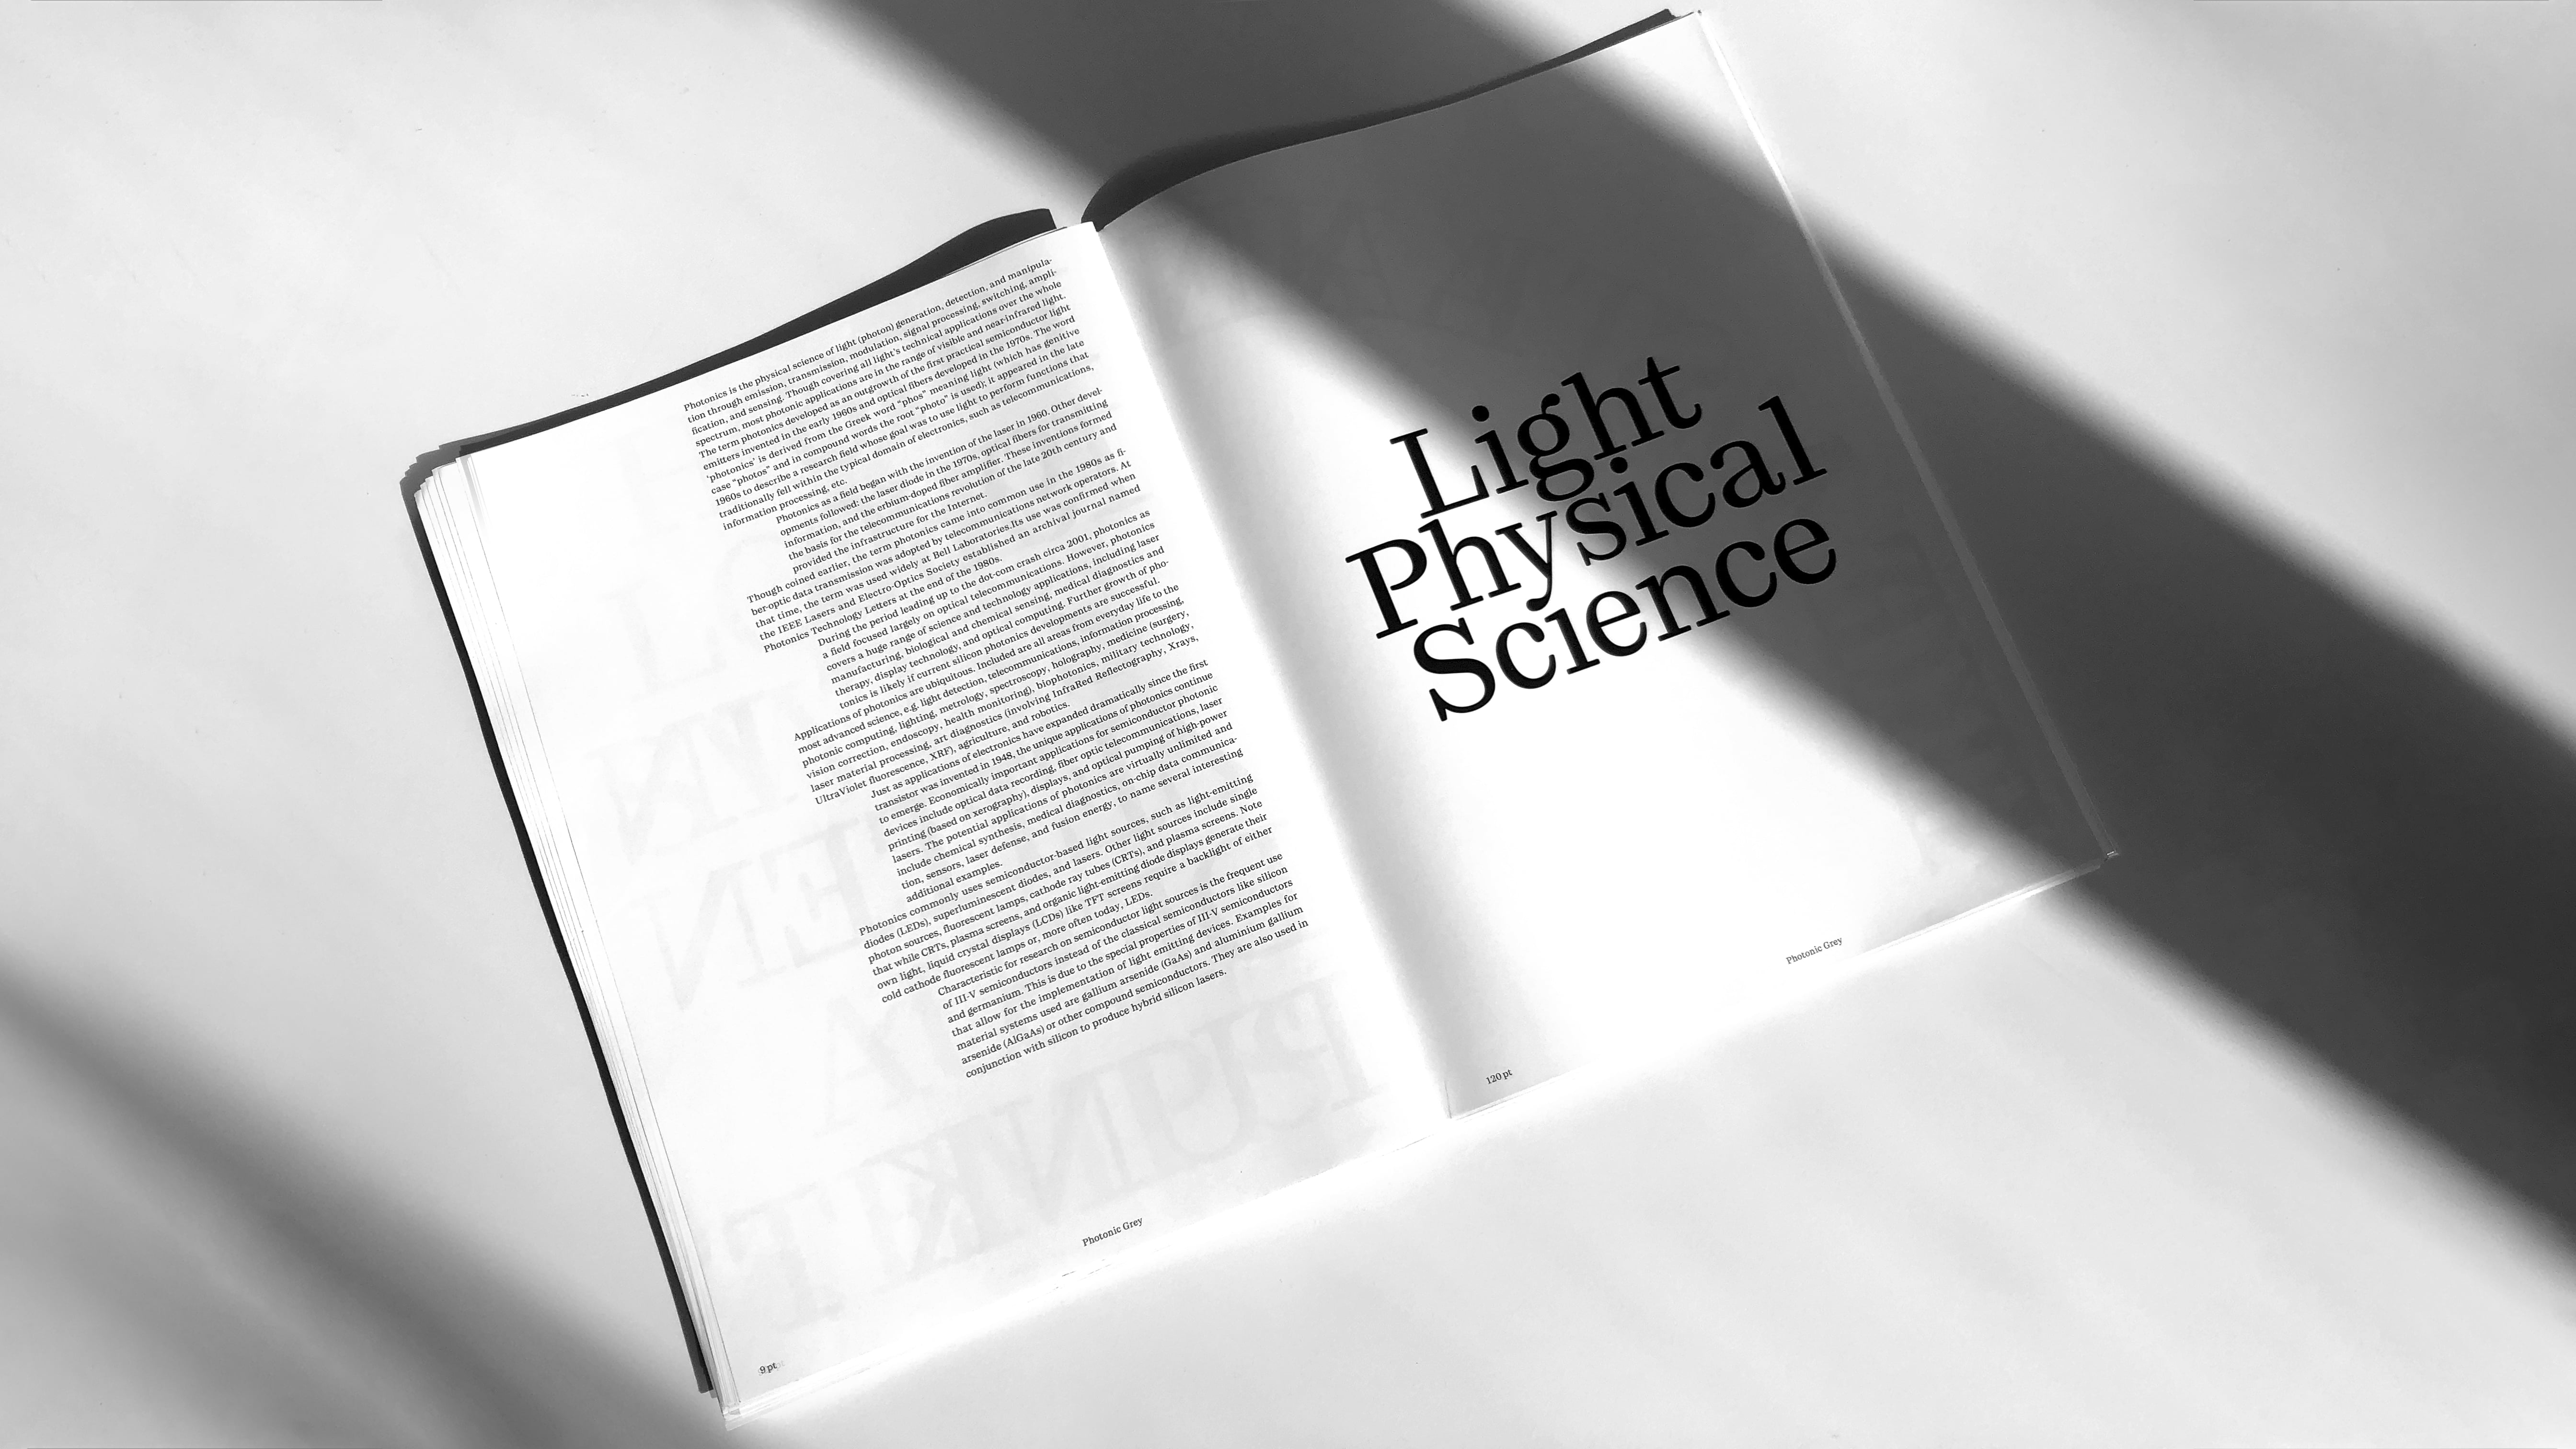 Photonics is the physical science of light (photon) generation, detection, and manipula-
tion through emission, transmission, modulation, signal processing, switching, ampli-
fication, and sensing. Though covering all light's technical applications over the whole
spectrum, most photonic applications are in the range of visible and near-infrared light.
The term photonics developed as an outgrowth of the first practical semiconductor light
emitters invented in the early 1960s and optical fibers developed in the 1970s. The word
'photonics' is derived from the Greek word "phos" meaning light (which has genitive
case "photos" and in compound words the root "photo" is used); it appeared in the late
1960s to describe a research field whose goal was to use light to perform functions that
traditionally fell within the typical domain of electronics, such as telecommunications,
information processing, etc.
Photonics as a field began with the invention of the laser in 1960. Other devel-
opments followed: the laser diode in the 1970s, optical fibers for transmitting
information, and the erbium-doped fiber amplifier. These inventions formed
the basis for the telecommunications revolution of the late 20th century and
provided the infrastructure for the Internet.
Though coined earlier, the term photonics came into common use in the 1980s as fi-
ber-optic data transmission was adopted by telecommunications network operators. At
that time, the term was used widely at Bell Laboratories.Its use was confirmed when
the IEEE Lasers and Electro-Optics Society established an archival journal named
Photonics Technology Letters at the end of the 1980s.
During the period leading up to the dot-com crash circa 2001, photonics as
a field focused largely on optical telecommunications. However, photonics
covers a huge range of science and technology applications, including laser
manufacturing, biological and chemical sensing, medical diagnostics and
therapy, display technology, and optical computing. Further growth of pho-
tonics is likely if current silicon photonics developments are successful.
Applications of photonics are ubiquitous. Included are all areas from everyday life to the
most advanced science, e.g. light detection, telecommunications, information processing,
photonic computing, lighting, metrology, spectroscopy, holography, medicine (surgery,
vision correction, endoscopy, health monitoring), biophotonics, military technology,
laser material processing, art diagnostics (involving InfraRed Reflectography, Xrays,
UltraViolet fluorescence, XRF), agriculture, and robotics.
Just as applications of electronics have expanded dramatically since the first
transistor was invented in 1948, the unique applications of photonics continue
to emerge. Economically important applications for semiconductor photonic
devices include optical data recording, fiber optic telecommunications, laser
printing (based on xerography), displays, and optical pumping of high-power
lasers. The potential applications of photonics are virtually unlimited and
include chemical synthesis, medical diagnostics, on-chip data communica-
tion, sensors, laser defense, and fusion energy, to name several interesting
additional examples.
Photonics commonly uses semiconductor-based light sources, such as light-emitting
diodes (LEDs), superluminescent diodes, and lasers. Other light sources include single
photon sources, fluorescent lamps, cathode ray tubes (CRTs), and plasma screens. Note
that while CRTs, plasma screens, and organic light-emitting diode displays generate their
own light, liquid crystal displays (LCDs) like TFT screens require a backlight of either
cold cathode fluorescent lamps or, more often today, LEDs.
Characteristic for research on semiconductor light sources is the frequent use
of III-V semiconductors instead of the classical semiconductors like silicon
and germanium. This is due to the special properties of III-V semiconductors
that allow for the implementation of light emitting devices. Examples for
material systems used are gallium arsenide (GaAs) and aluminium gallium
arsenide (AlGaAs) or other compound semiconductors. They are also used in
conjunction with silicon to produce hybrid silicon lasers.
9 pt
Photonic Grey
Light
Physical
Science
120 pt
Photonic Grey